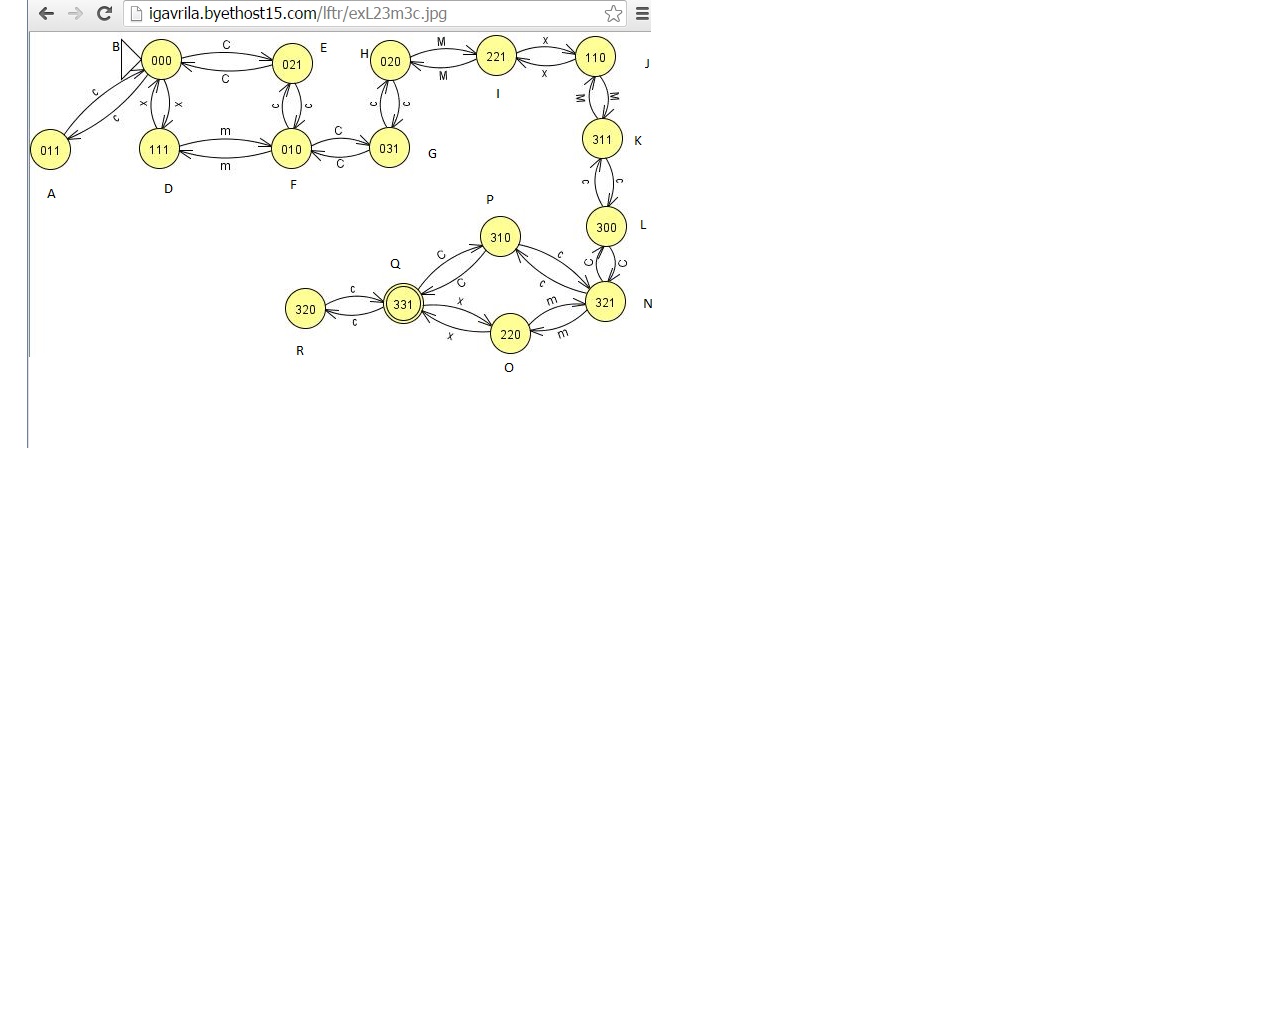 igavrila.byethost15.com/lftr/exL23m3c.jpg
B 000 C C 021 E H 020 M M 221 x x 110 J
c c x x c c c c I M M
011 111 m m 010 C C 031 G 311 K
A D F c c
P 310 300 L
Q C C c c C C
R 320 c c 331 x x 220 m m 321 N
O